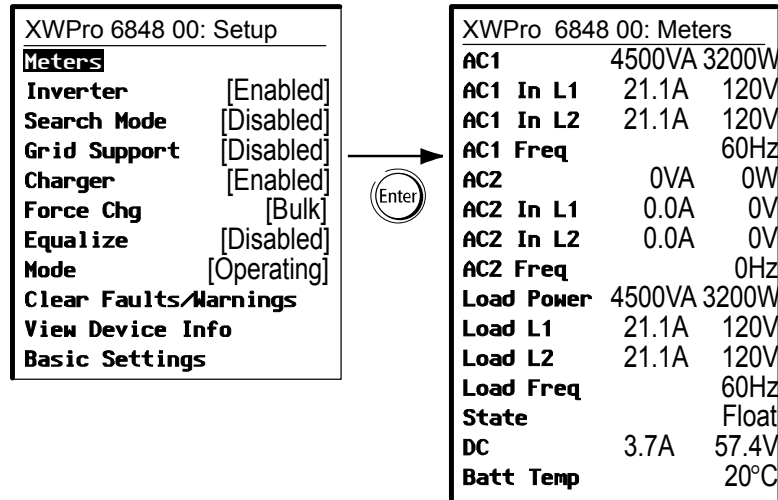 XWPro 6848 00: Setup
Meters
Inverter [Enabled]
Search Mode [Disabled]
Grid Support [Disabled]
Charger [Enabled]
Force Chg [Bulk]
Equalize [Disabled]
Mode [Operating]
Clear Faults/Warnings
View Device Info
Basic Settings
Enter
XWPro 6848 00: Meters
AC1 4500VA 3200W
AC1 In L1 21.1A 120V
AC1 In L2 21.1A 120V
AC1 Freq 60Hz
AC2 0VA 0W
AC2 In L1 0.0A 0V
AC2 In L2 0.0A 0V
AC2 Freq 0Hz
Load Power 4500VA 3200W
Load L1 21.1A 120V
Load L2 21.1A 120V
Load Freq 60Hz
State Float
DC 3.7A 57.4V
Batt Temp 20°C